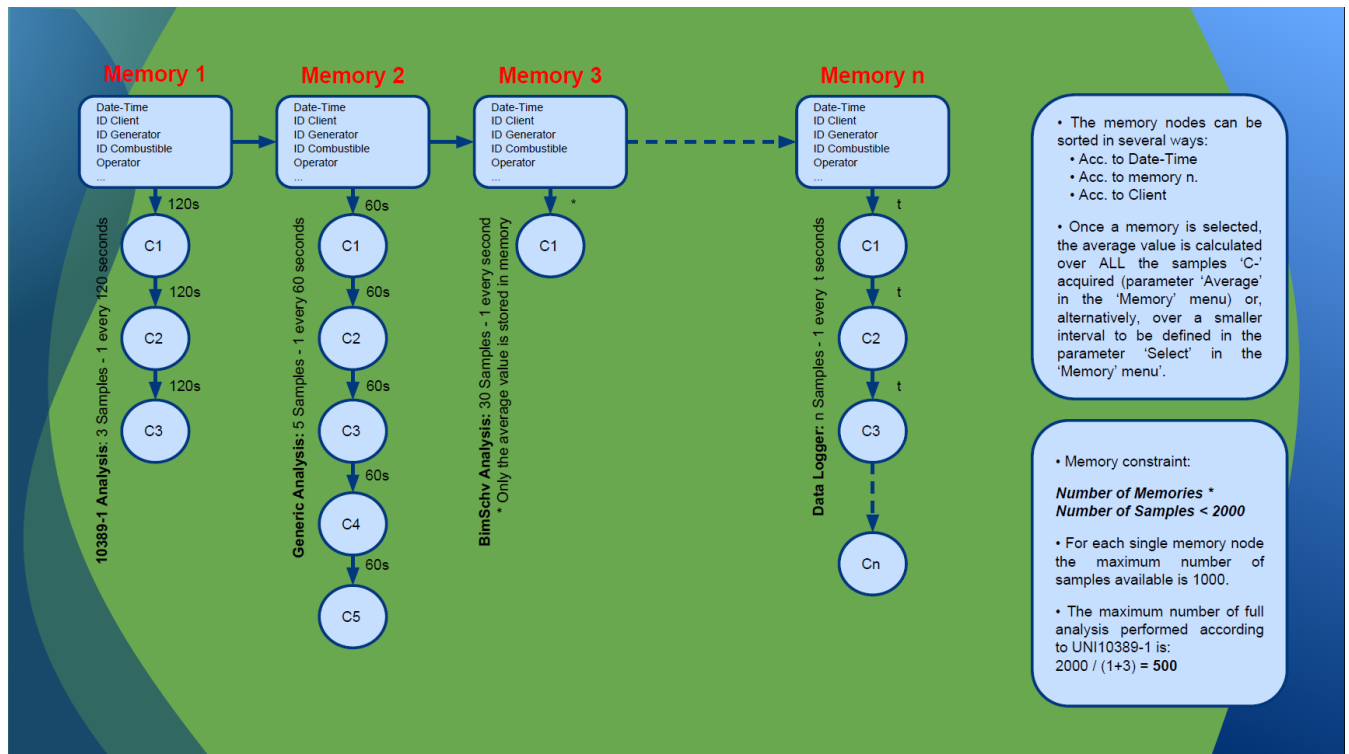 Memory 1
Date-Time
ID Client
ID Generator
ID Combustible
Operator
...
120s
C1
120s
C2
120s
C3
10389-1 Analysis: 3 Samples - 1 every 120 seconds
Memory 2
Date-Time
ID Client
ID Generator
ID Combustible
Operator
...
60s
C1
60s
C2
60s
C3
60s
C4
60s
C5
Generic Analysis: 5 Samples - 1 every 60 seconds
Memory 3
Date-Time
ID Client
ID Generator
ID Combustible
Operator
...
*
C1
BimSchv Analysis: 30 Samples - 1 every second
* Only the average value is stored in memory
Memory n
Date-Time
ID Client
ID Generator
ID Combustible
Operator
...
t
C1
t
C2
t
C3
Cn
Data Logger: n Samples - 1 every t seconds
• The memory nodes can be
sorted in several ways:
• Acc. to Date-Time
• Acc. to memory n.
• Acc. to Client
• Once a memory is selected,
the average value is calculated
over ALL the samples ‘C-’
acquired (parameter ‘Average’
in the ‘Memory’ menu) or,
alternatively, over a smaller
interval to be defined in the
parameter ‘Select’ in the
‘Memory’ menu’.
• Memory constraint:
Number of Memories *
Number of Samples < 2000
• For each single memory node
the maximum number of
samples available is 1000.
• The maximum number of full
analysis performed according
to UNI10389-1 is:
2000 / (1+3) = 500